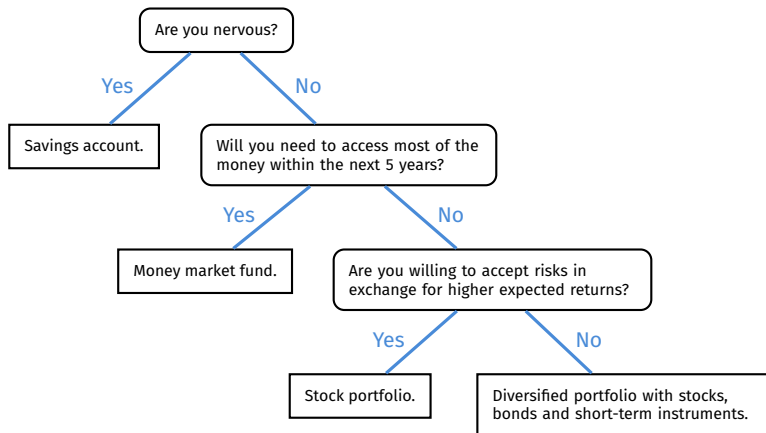 Are you nervous?
Yes
No
Savings account.
Will you need to access most of the
money within the next 5 years?
Yes
No
Money market fund.
Are you willing to accept risks in
exchange for higher expected returns?
Yes
No
Stock portfolio.
Diversified portfolio with stocks,
bonds and short-term instruments.